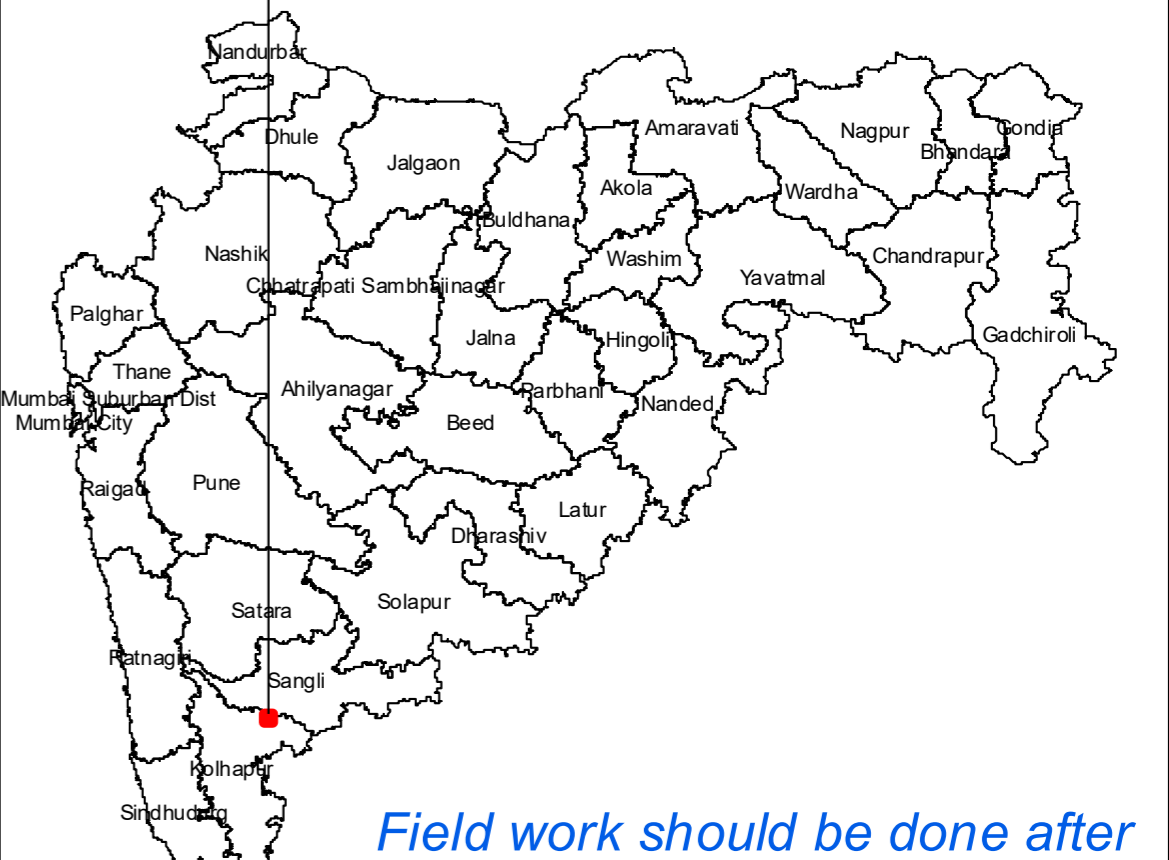 Nandurbar
Dhule
Jalgaon
Amaravati
Nagpur
Gondia
Bhandara
Akola
Wardha
Buldhana
Nashik
Washim
Chandrapur
Yavatmal
Chhatrapati Sambhajinagar
Palghar
Jalna
Hingoli
Gadchiroli
Thane
Ahilyanagar
Parbhani
Mumbai Suburban Dist
Nanded
Mumbai City
Beed
Pune
Raigad
Latur
Dharashiv
Solapur
Satara
Ratnagiri
Sangli
Kolhapur
Sindhudurg
Field work should be done after